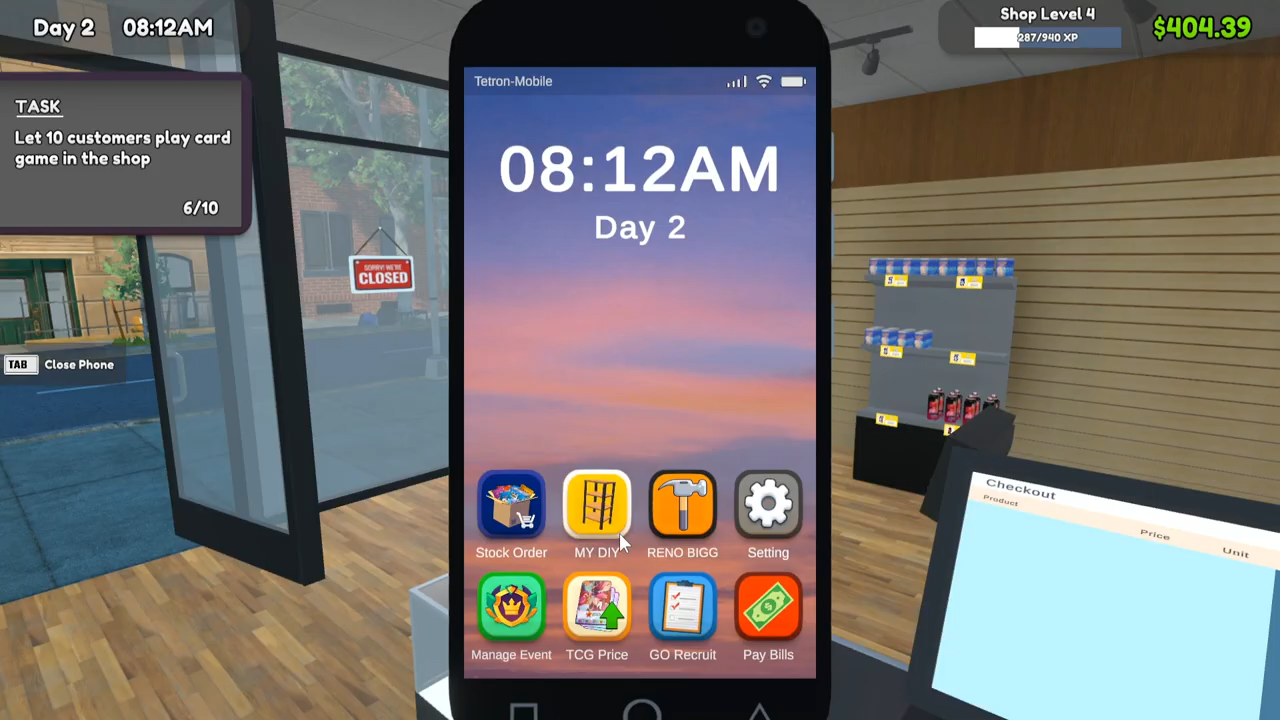 Day 2 08:12AM
Shop Level 4
287/940 XP
$404.39
TASK
Let 10 customers play card
game in the shop
6/10
TAB Close Phone
Tetron-Mobile
08:12AM
Day 2
Stock Order
MY DIY
RENO BIGG
Setting
Manage Event
TCG Price
GO Recruit
Pay Bills
SORRY! WE'RE
CLOSED
Checkout
Product
Price
Unit